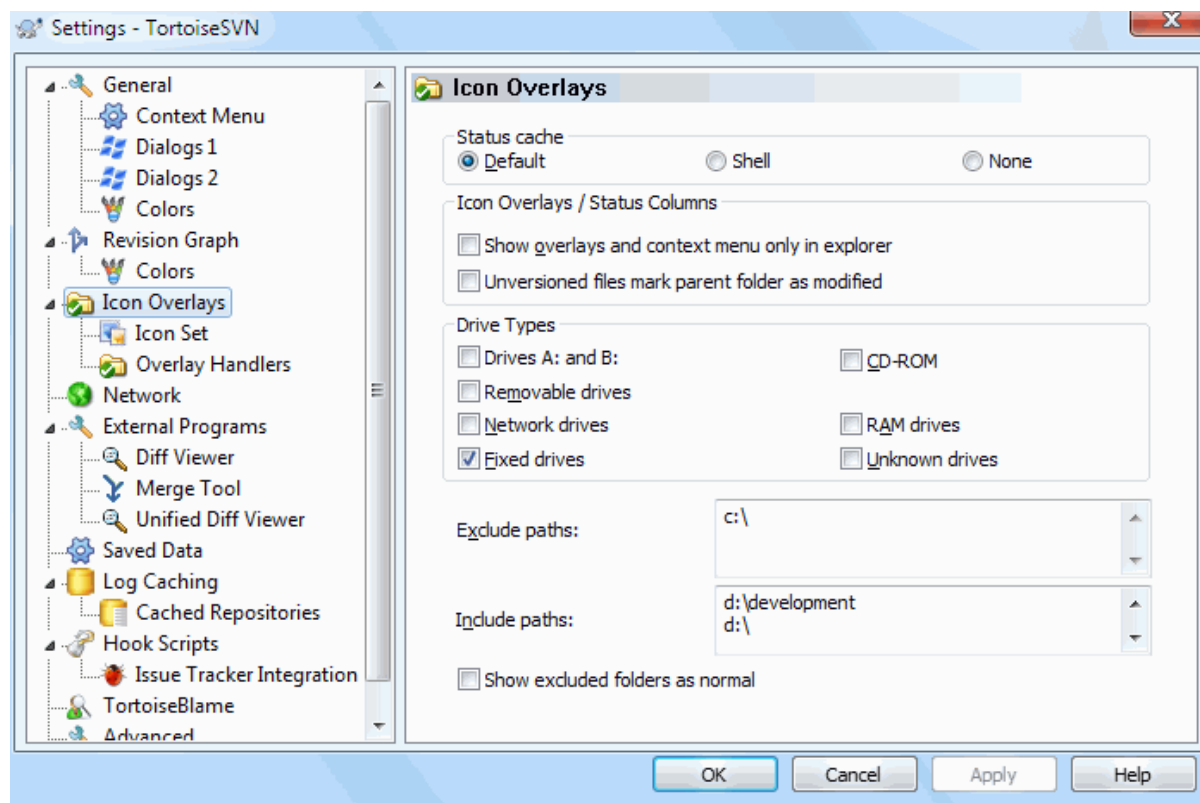 Settings - TortoiseSVN
General
Context Menu
Dialogs 1
Dialogs 2
Colors
Revision Graph
Colors
Icon Overlays
Icon Set
Overlay Handlers
Network
External Programs
Diff Viewer
Merge Tool
Unified Diff Viewer
Saved Data
Log Caching
Cached Repositories
Hook Scripts
Issue Tracker Integration
TortoiseBlame
Advanced
Icon Overlays
Status cache
Default Shell None
Icon Overlays / Status Columns
Show overlays and context menu only in explorer
Unversioned files mark parent folder as modified
Drive Types
Drives A: and B: CD-ROM
Removable drives
Network drives RAM drives
Fixed drives Unknown drives
Exclude paths: c:\
Include paths: d:\development
d:\
Show excluded folders as normal
OK Cancel Apply Help